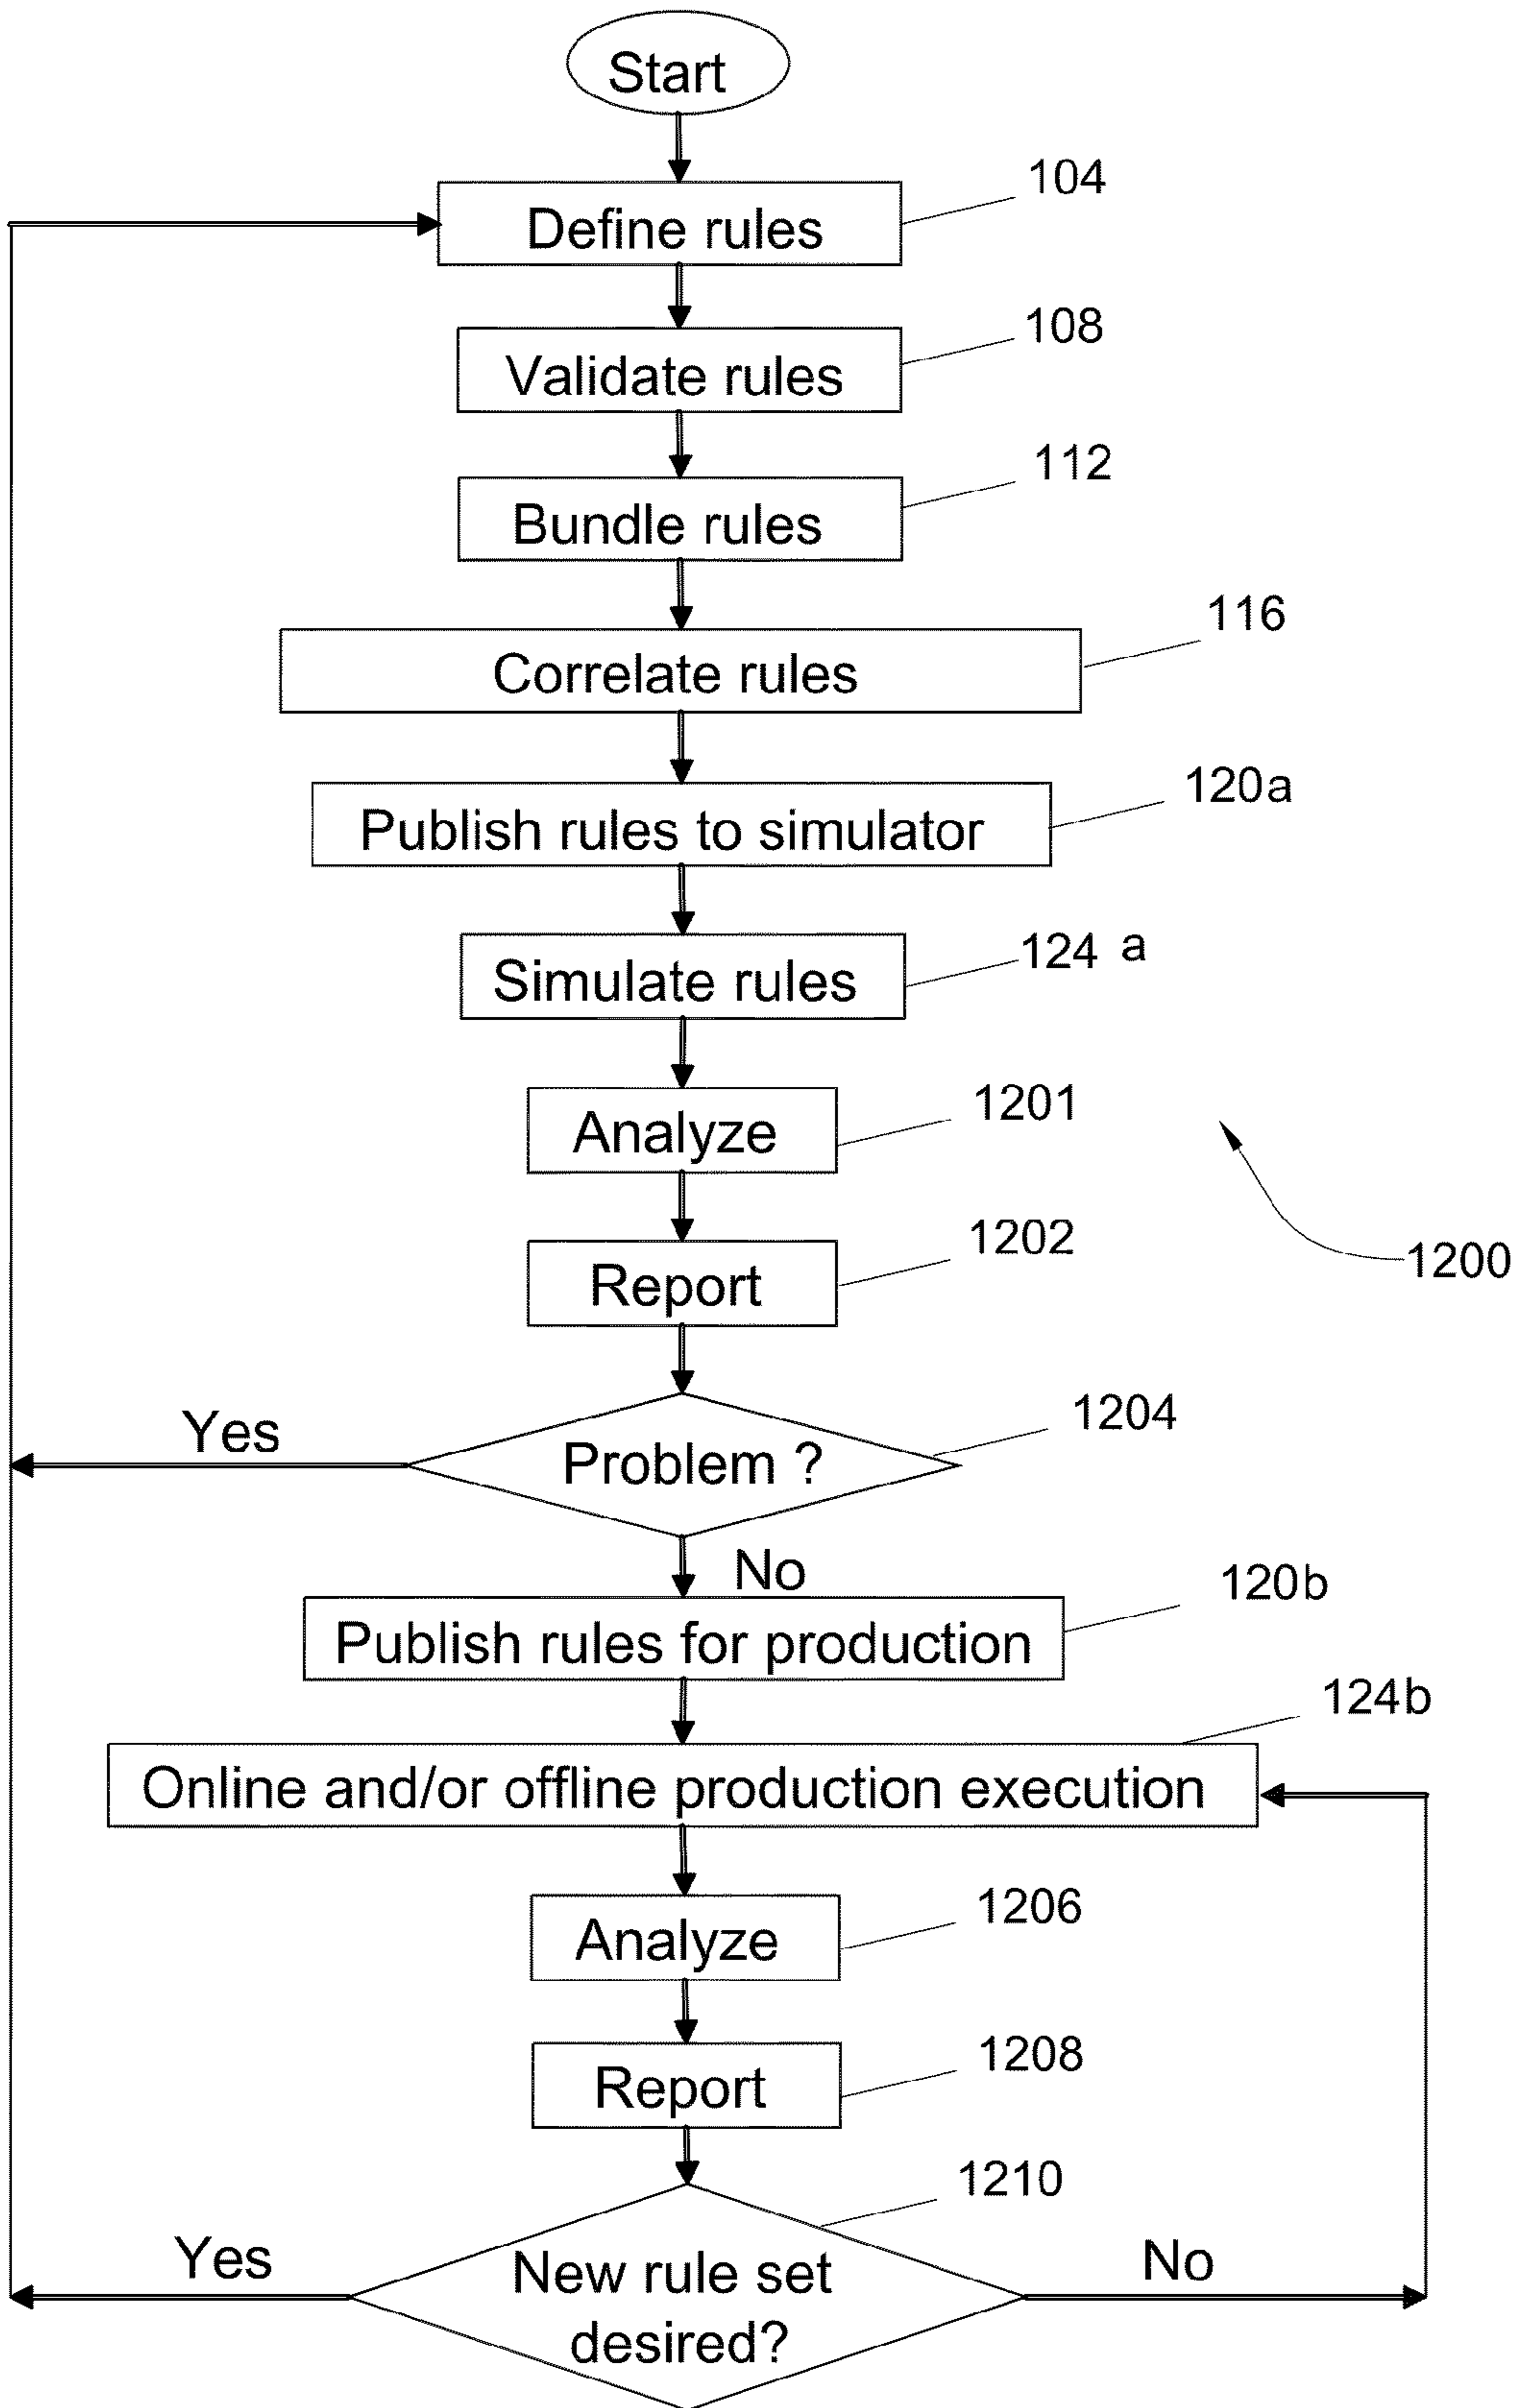 Start
104
Define rules
108
Validate rules
112
Bundle rules
116
Correlate rules
120a
Publish rules to simulator
124 a
Simulate rules
1201
Analyze
1202
Report
1200
1204
Yes
Problem ?
No
120b
Publish rules for production
124b
Online and/or offline production execution
1206
Analyze
1208
Report
1210
Yes
New rule set
desired?
No